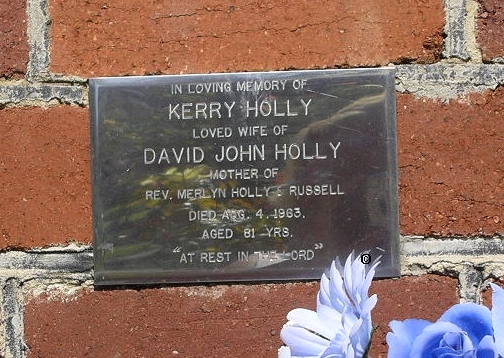 IN LOVING MEMORY OF
KERRY HOLLY
LOVED WIFE OF
DAVID JOHN HOLLY
MOTHER OF
REV. MERLYN HOLLY & RUSSELL
DIED AUG. 4. 1963.
AGED 81 YRS.
"AT REST IN THE LORD"
©